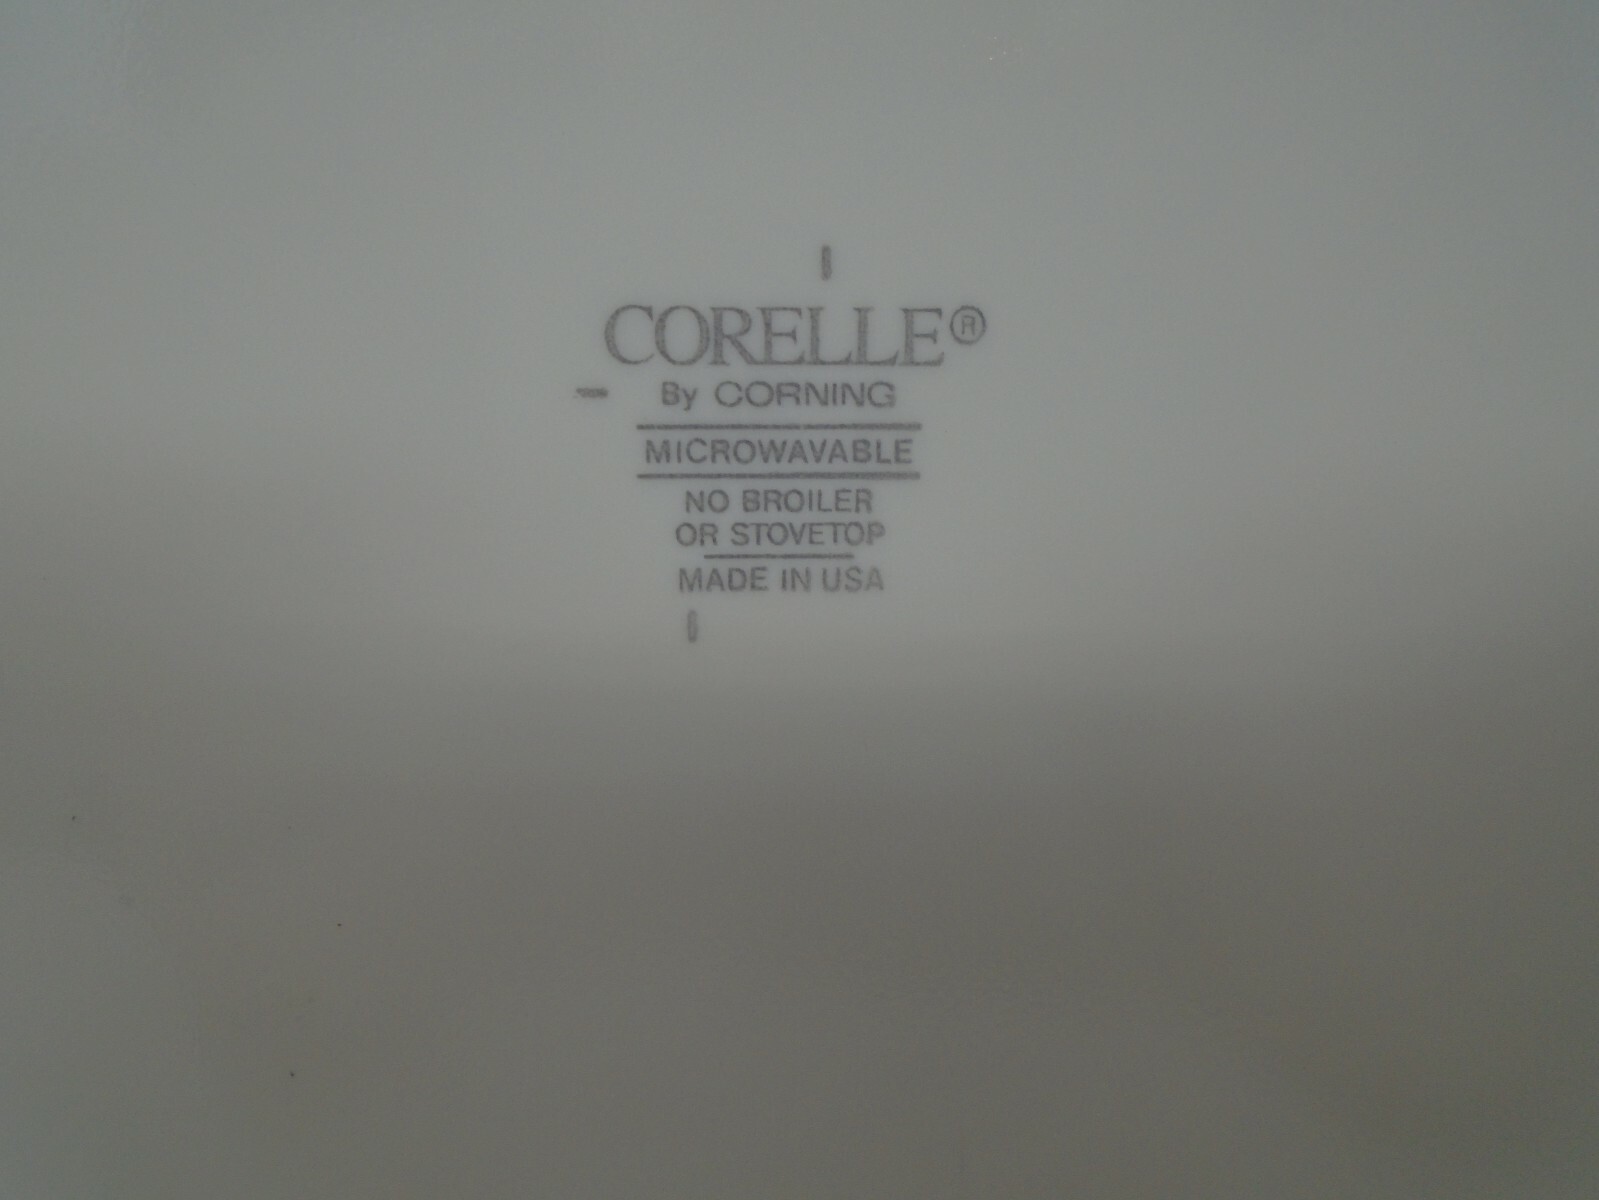 CORELLE®
By CORNING
MICROWAVABLE
NO BROILER
OR STOVETOP
MADE IN USA